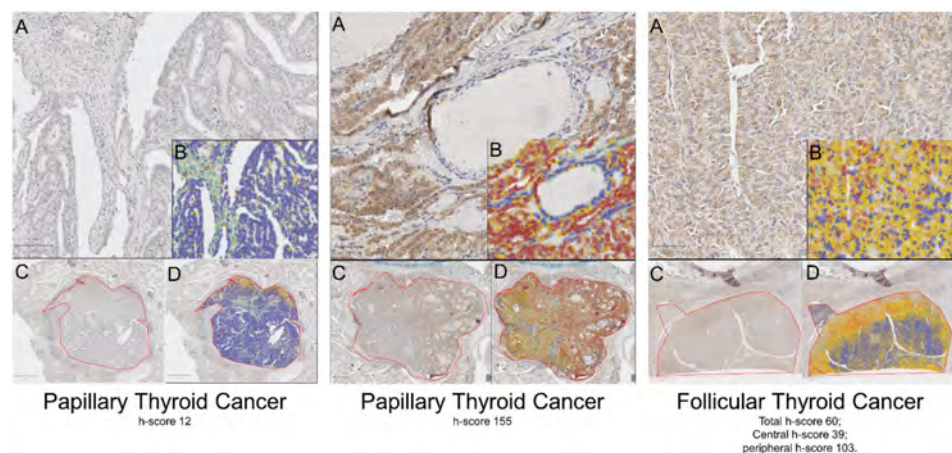 A
B
C
D
Papillary Thyroid Cancer
h-score 12
A
B
C
D
Papillary Thyroid Cancer
h-score 155
A
B
C
D
Follicular Thyroid Cancer
Total h-score 60;
Central h-score 39;
peripheral h-score 103.